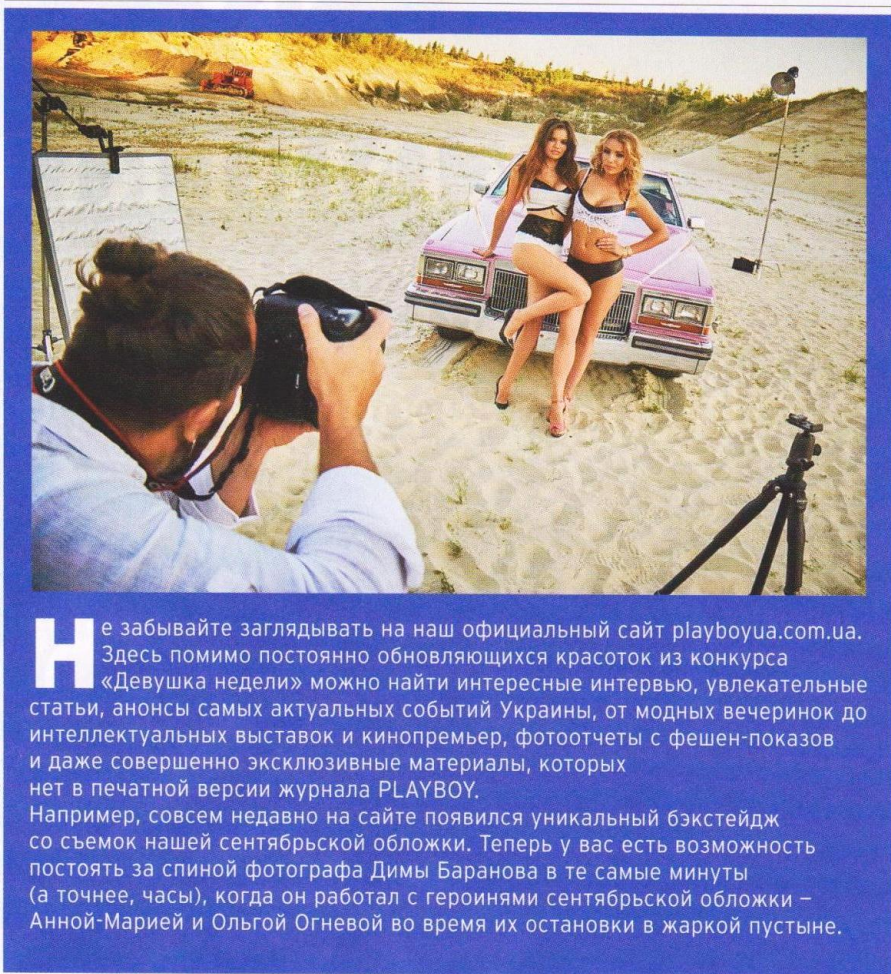 Не забывайте заглядывать на наш официальный сайт playboyua.com.ua.
Здесь помимо постоянно обновляющихся красоток из конкурса
«Девушка недели» можно найти интересные интервью, увлекательные
статьи, анонсы самых актуальных событий Украины, от модных вечеринок до
интеллектуальных выставок и кинопремьер, фотоотчеты с фешен-показов
и даже совершенно эксклюзивные материалы, которых
нет в печатной версии журнала PLAYBOY.
Например, совсем недавно на сайте появился уникальный бэкстейдж
со съемок нашей сентябрьской обложки. Теперь у вас есть возможность
постоять за спиной фотографа Димы Баранова в те самые минуты
(а точнее, часы), когда он работал с героинями сентябрьской обложки –
Анной-Марией и Ольгой Огневой во время их остановки в жаркой пустыне.